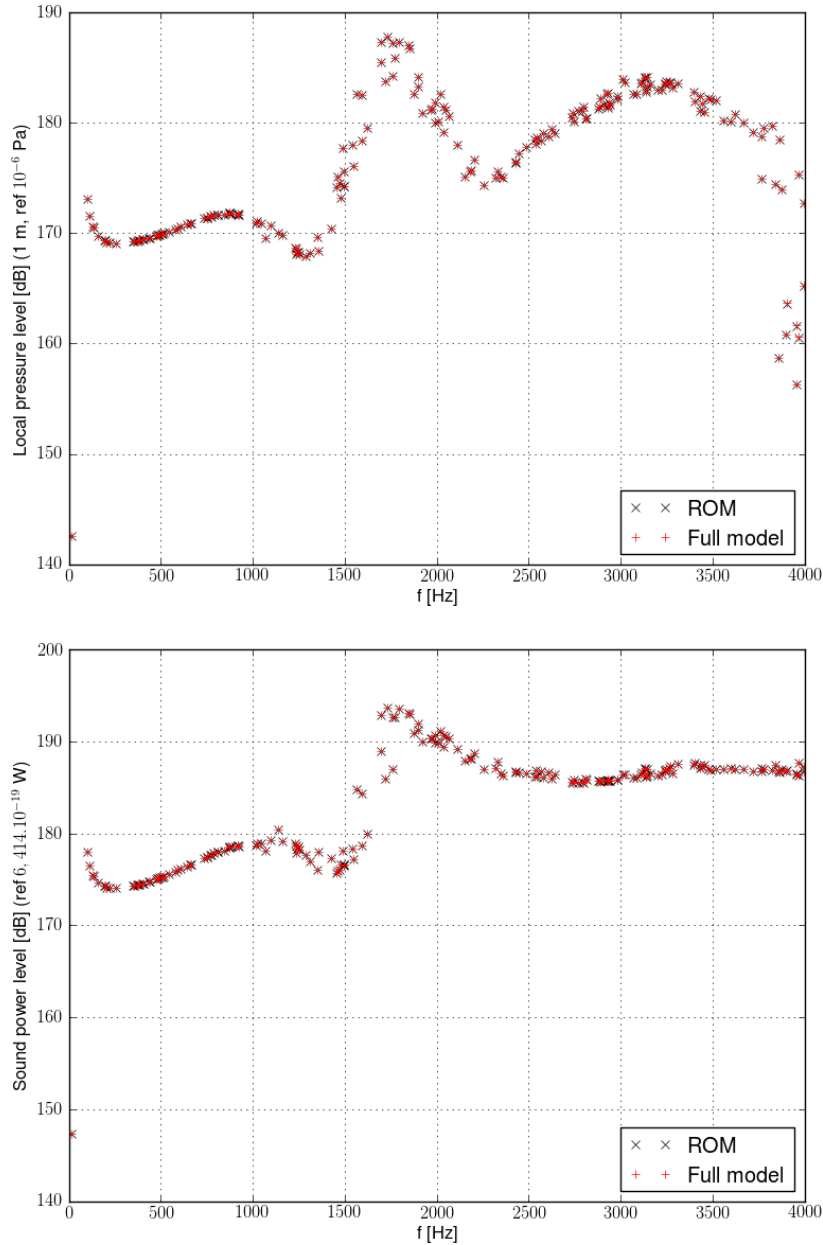 190
180
170
160
150
140
Local pressure level [dB] (1 m, ref 10⁻⁶ Pa)
ROM
Full model
0 500 1000 1500 2000 2500 3000 3500 4000
f [Hz]
200
190
180
170
160
150
140
Sound power level [dB] (ref 6, 414.10⁻¹⁹ W)
ROM
Full model
0 500 1000 1500 2000 2500 3000 3500 4000
f [Hz]